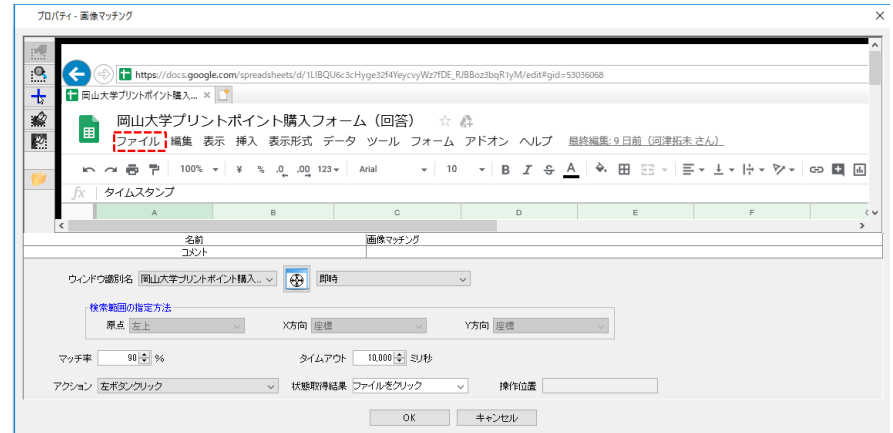 プロパティ - 画像マッチング
https://docs.google.com/spreadsheets/d/1LIBQU6c3cHyge32f4YeycvyWz7fDE_RJBBoz3bqR1yM/edit#gid=53036068
岡山大学プリントポイント購入...
岡山大学プリントポイント購入フォーム（回答）
ファイル 編集 表示 挿入 表示形式 データ ツール フォーム アドオン ヘルプ 最終編集: 9 日前（河津拓未 さん）
100% ¥ % .0 .00 123 Arial 10 B I S A
fx タイムスタンプ
A B C D E F
名前 画像マッチング
コメント
ウィンドウ識別名 岡山大学プリントポイント購入... 即時
検索範囲の指定方法
原点 左上 X方向 座標 Y方向 座標
マッチ率 90 % タイムアウト 10,000 ミリ秒
アクション 左ボタンクリック 状態取得結果 ファイルをクリック 操作位置
OK キャンセル